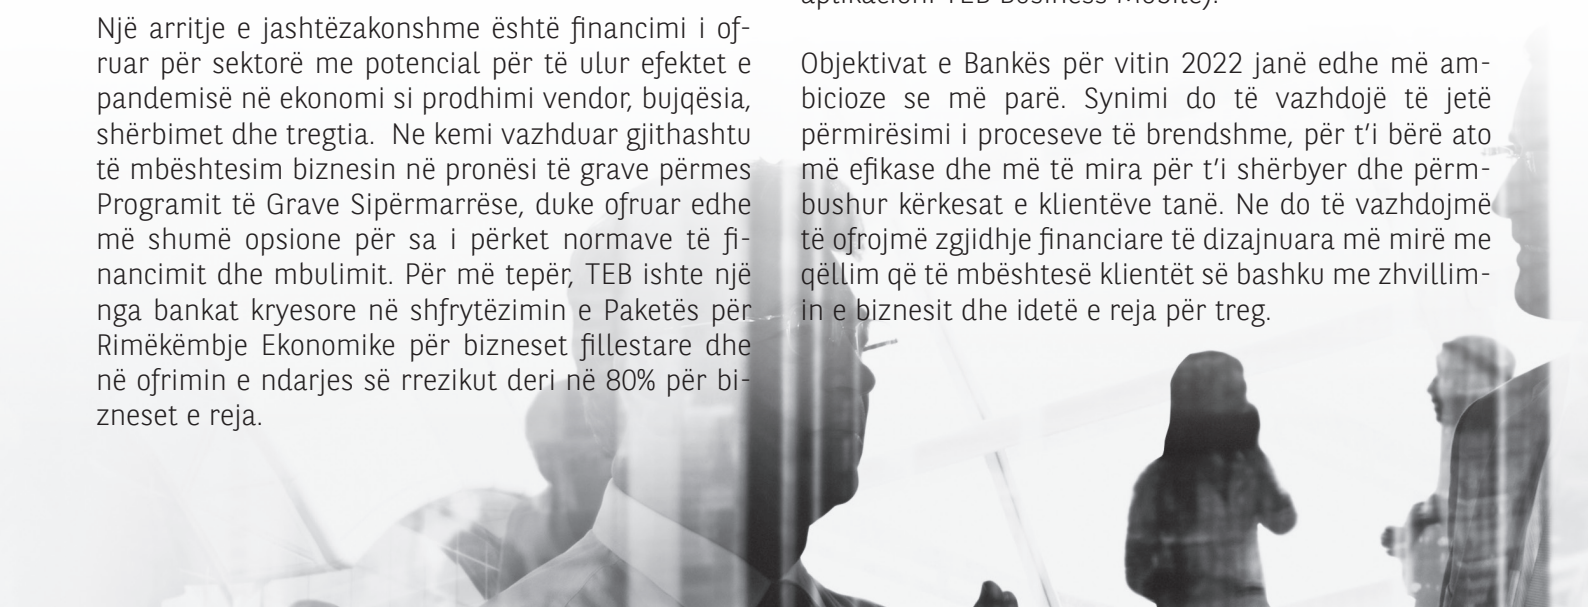 Një arritje e jashtëzakonshme është financimi i of-
ruar për sektorë me potencial për të ulur efektet e
pandemisë në ekonomi si prodhimi vendor, bujqësia,
shërbimet dhe tregtia.  Ne kemi vazhduar gjithashtu
të mbështesim biznesin në pronësi të grave përmes
Programit të Grave Sipërmarrëse, duke ofruar edhe
më shumë opsione për sa i përket normave të fi-
nancimit dhe mbulimit. Për më tepër, TEB ishte një
nga bankat kryesore në shfrytëzimin e Paketës për
Rimëkëmbje Ekonomike për bizneset fillestare dhe
në ofrimin e ndarjes së rrezikut deri në 80% për bi-
zneset e reja.
aplikacioni TEB Business Mobile).
Objektivat e Bankës për vitin 2022 janë edhe më am-
bicioze se më parë. Synimi do të vazhdojë të jetë
përmirësimi i proceseve të brendshme, për t’i bërë ato
më efikase dhe më të mira për t’i shërbyer dhe përm-
bushur kërkesat e klientëve tanë. Ne do të vazhdojmë
të ofrojmë zgjidhje financiare të dizajnuara më mirë me
qëllim që të mbështesë klientët së bashku me zhvillim-
in e biznesit dhe idetë e reja për treg.